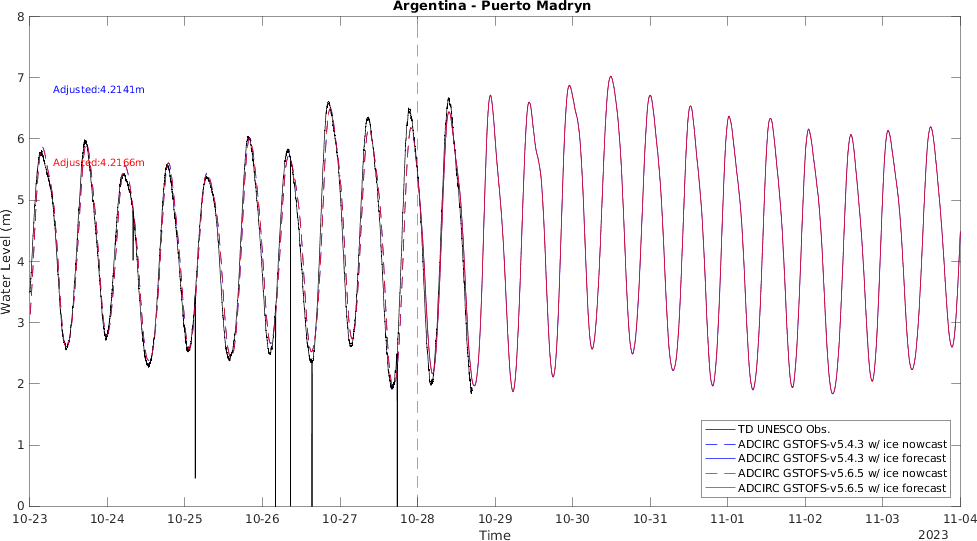 Argentina - Puerto Madryn
8
7
6
5
4
3
2
1
0
Water Level (m)
Adjusted:4.2141m
Adjusted:4.2166m
TD UNESCO Obs.
ADCIRC GSTOFS-v5.4.3 w/ ice nowcast
ADCIRC GSTOFS-v5.4.3 w/ ice forecast
ADCIRC GSTOFS-v5.6.5 w/ ice nowcast
ADCIRC GSTOFS-v5.6.5 w/ ice forecast
10-23 10-24 10-25 10-26 10-27 10-28 10-29 10-30 10-31 11-01 11-02 11-03 11-04
Time
2023